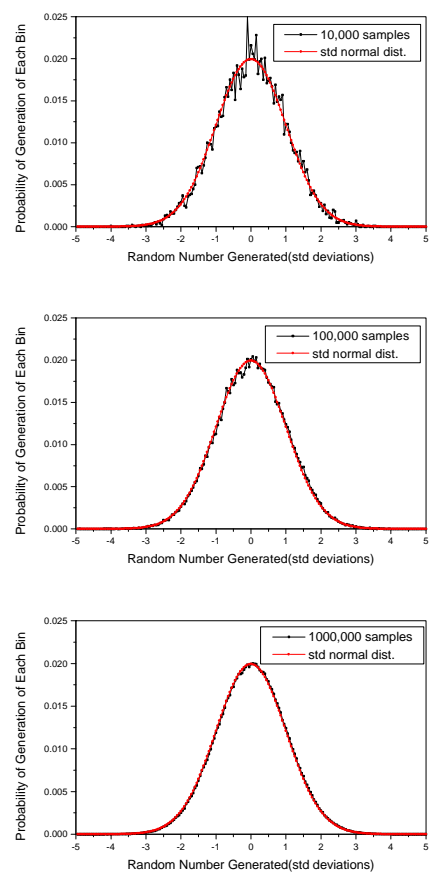 0.025
10,000 samples
std normal dist.
0.020
0.015
0.010
0.005
0.000
Probability of Generation of Each Bin
-5 -4 -3 -2 -1 0 1 2 3 4 5
Random Number Generated(std deviations)
0.025
100,000 samples
std normal dist.
0.020
0.015
0.010
0.005
0.000
Probability of Generation of Each Bin
-5 -4 -3 -2 -1 0 1 2 3 4 5
Random Number Generated(std deviations)
0.025
1000,000 samples
std normal dist.
0.020
0.015
0.010
0.005
0.000
Probability of Generation of Each Bin
-5 -4 -3 -2 -1 0 1 2 3 4 5
Random Number Generated(std deviations)